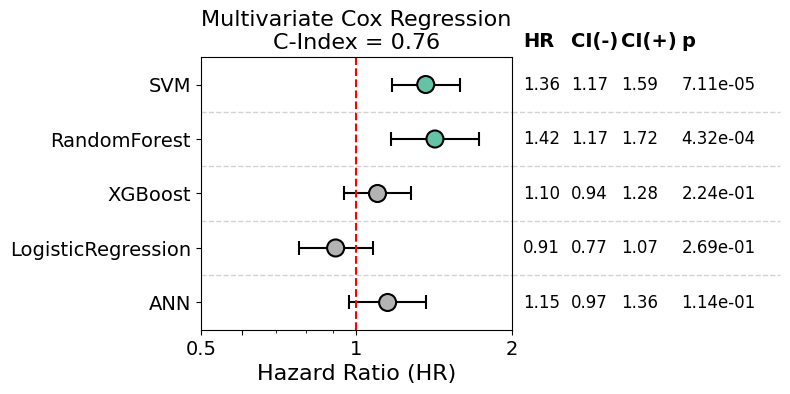 Multivariate Cox Regression
C-Index = 0.76
HR CI(-) CI(+) p
SVM 1.36 1.17 1.59 7.11e-05
RandomForest 1.42 1.17 1.72 4.32e-04
XGBoost 1.10 0.94 1.28 2.24e-01
LogisticRegression 0.91 0.77 1.07 2.69e-01
ANN 1.15 0.97 1.36 1.14e-01
0.5 1 2
Hazard Ratio (HR)